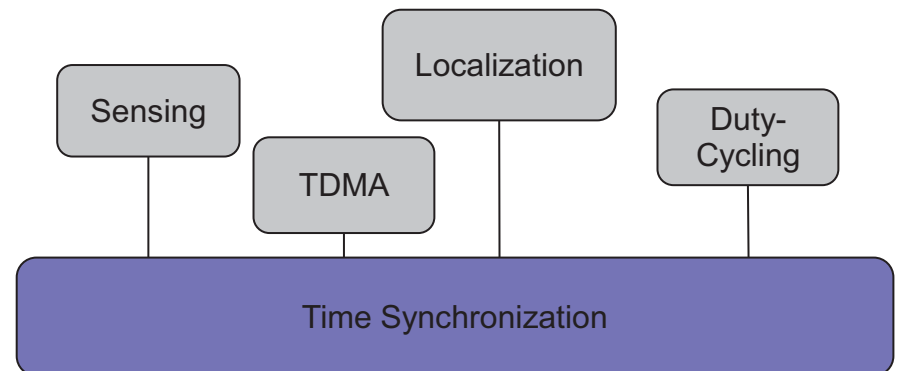 Localization
Sensing
Duty-
Cycling
TDMA
Time Synchronization